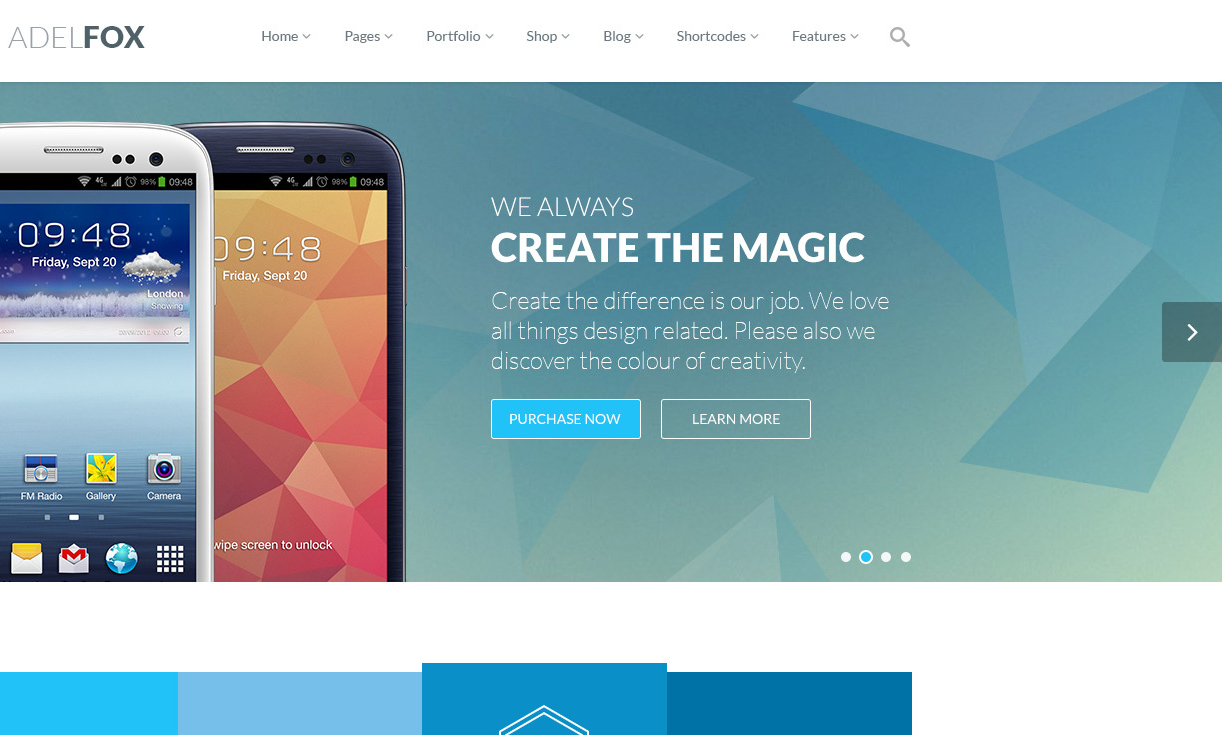 ADELFOX
Home Pages Portfolio Shop Blog Shortcodes Features
4G 98% 09:48
4G 98% 09:48
09:48
Friday, Sept 20
London
Snowing
09:48
Friday, Sept 20
WE ALWAYS
CREATE THE MAGIC
Create the difference is our job. We love
all things design related. Please also we
discover the colour of creativity.
PURCHASE NOW LEARN MORE
FM Radio Gallery Camera
wipe screen to unlock